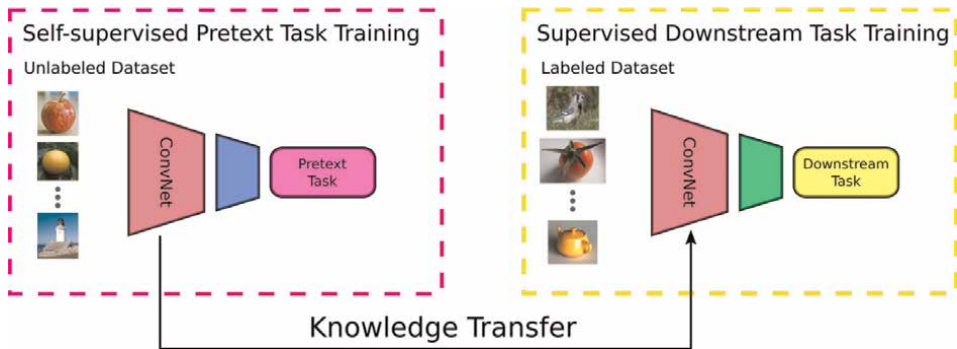 Self-supervised Pretext Task Training
Unlabeled Dataset
ConvNet
Pretext
Task
Supervised Downstream Task Training
Labeled Dataset
ConvNet
Downstream
Task
Knowledge Transfer